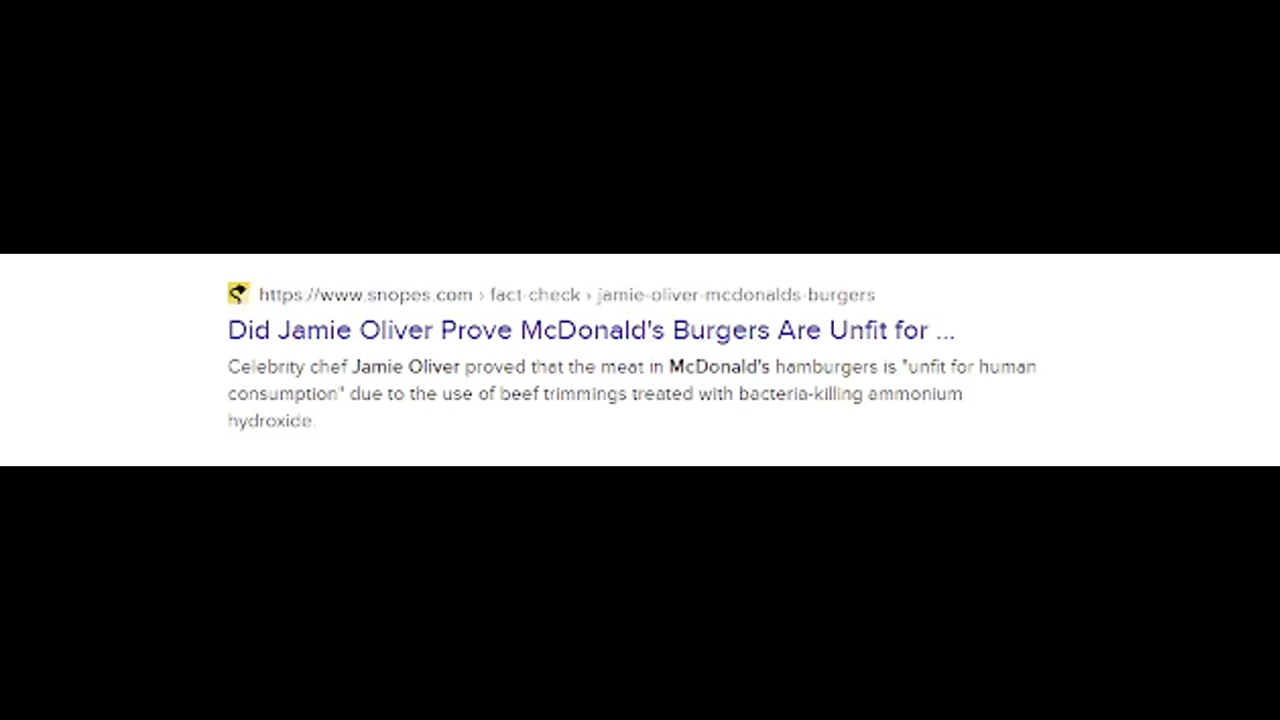 https://www.snopes.com › fact-check › jamie-oliver-mcdonalds-burgers
Did Jamie Oliver Prove McDonald's Burgers Are Unfit for ...
Celebrity chef Jamie Oliver proved that the meat in McDonald's hamburgers is "unfit for human
consumption" due to the use of beef trimmings treated with bacteria-killing ammonium
hydroxide.